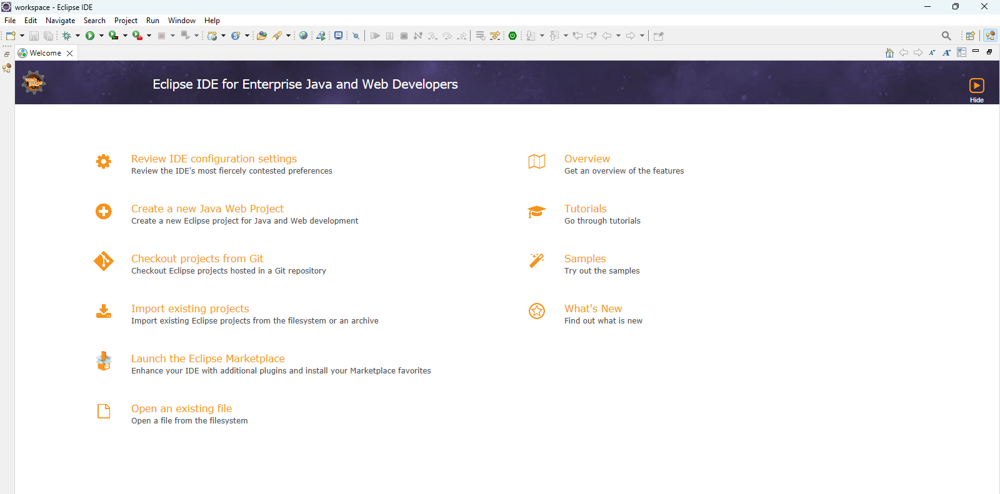 workspace - Eclipse IDE
File Edit Navigate Search Project Run Window Help
Welcome
Eclipse IDE for Enterprise Java and Web Developers
Hide
Review IDE configuration settings
Review the IDE's most fiercely contested preferences
Create a new Java Web Project
Create a new Eclipse project for Java and Web development
Checkout projects from Git
Checkout Eclipse projects hosted in a Git repository
Import existing projects
Import existing Eclipse projects from the filesystem or an archive
Launch the Eclipse Marketplace
Enhance your IDE with additional plugins and install your Marketplace favorites
Open an existing file
Open a file from the filesystem
Overview
Get an overview of the features
Tutorials
Go through tutorials
Samples
Try out the samples
What's New
Find out what is new